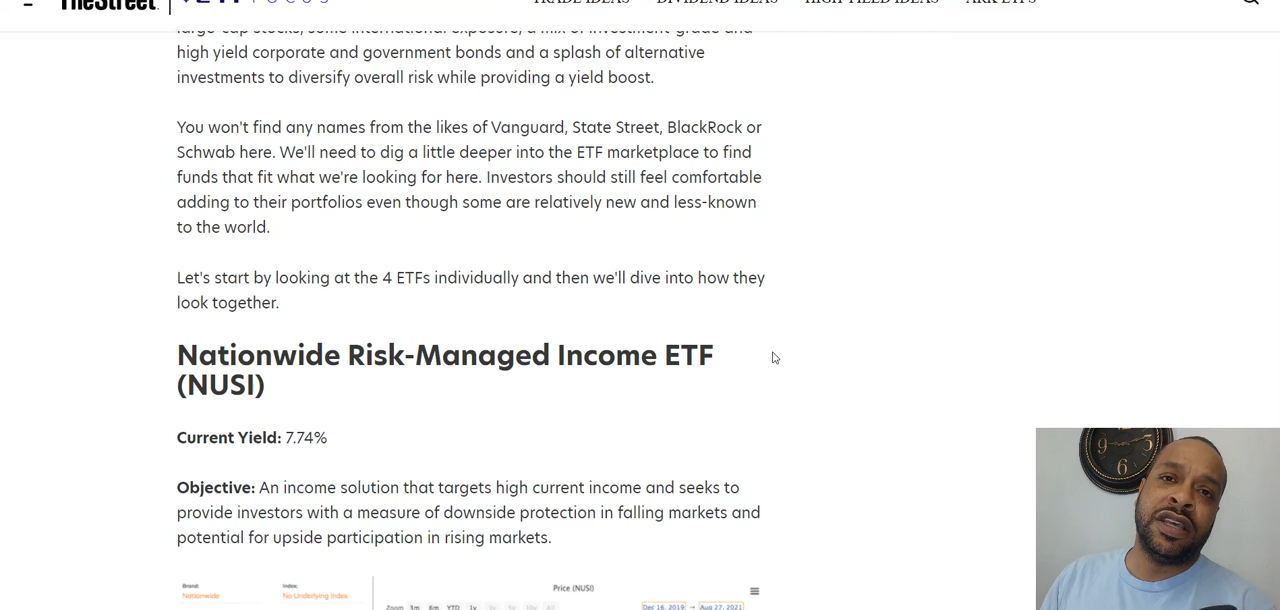 TheStreet
ETF FOCUS
TRADE IDEAS
DIVIDEND IDEAS
HIGH YIELD IDEAS
ARK ETFS
large-cap stocks, some international exposure, a mix of investment-grade and
high yield corporate and government bonds and a splash of alternative
investments to diversify overall risk while providing a yield boost.
You won't find any names from the likes of Vanguard, State Street, BlackRock or
Schwab here. We'll need to dig a little deeper into the ETF marketplace to find
funds that fit what we're looking for here. Investors should still feel comfortable
adding to their portfolios even though some are relatively new and less-known
to the world.
Let's start by looking at the 4 ETFs individually and then we'll dive into how they
look together.
Nationwide Risk-Managed Income ETF
(NUSI)
Current Yield: 7.74%
Objective: An income solution that targets high current income and seeks to
provide investors with a measure of downside protection in falling markets and
potential for upside participation in rising markets.
Brand:
Nationwide
Index:
No Underlying Index
Price (NUSI)
Zoom 3m 6m YTD 1y
All
Dec 16, 2019 → Aug 27, 2021
9
3
6